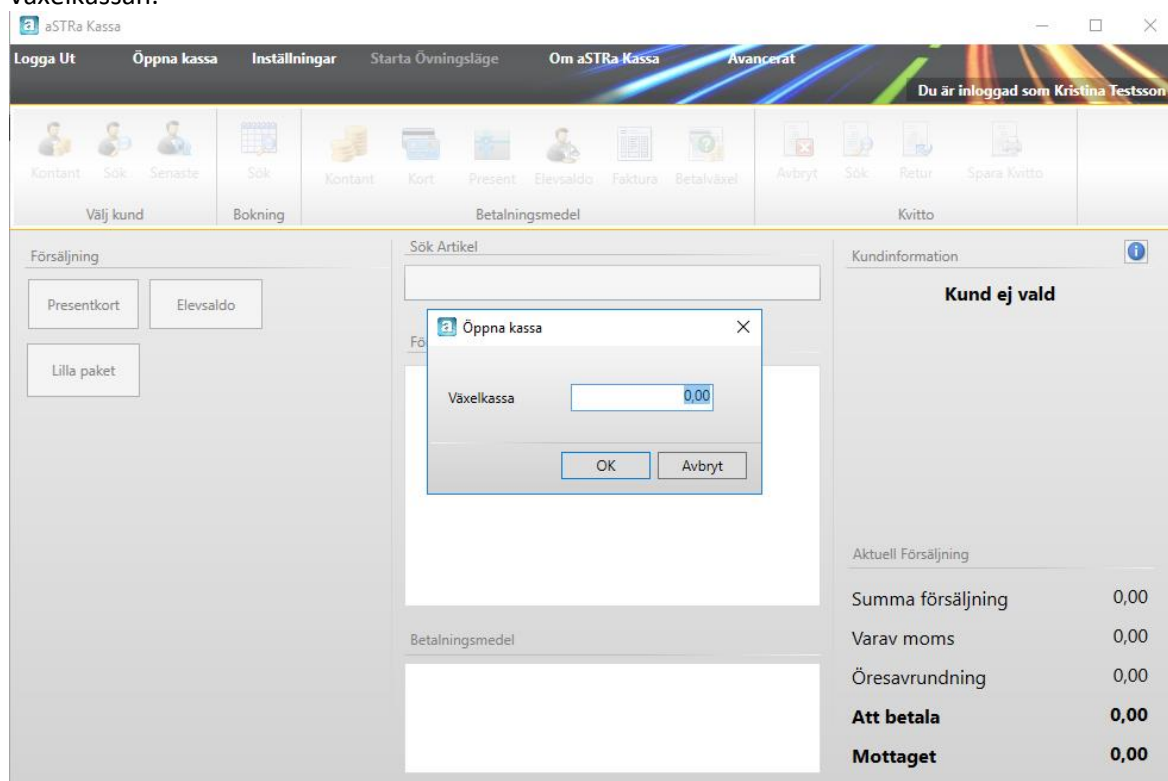 växelkassan.
aSTRa Kassa
Logga Ut Öppna kassa Inställningar Starta Övningsläge Om aSTRa Kassa Avancerat
Du är inloggad som Kristina Testsson
Kontant Sök Senaste Sök Kontant Kort Present Elevsaldo Faktura Betalväxel Avbryt Sök Retur Spara Kvitto
Välj kund Bokning Betalningsmedel Kvitto
Försäljning Sök Artikel Kundinformation
Kund ej vald
Presentkort Elevsaldo
Öppna kassa
Fö
Lilla paket
Växelkassa 0,00
OK Avbryt
Aktuell Försäljning
Summa försäljning 0,00
Betalningsmedel
Varav moms 0,00
Öresavrundning 0,00
Att betala 0,00
Mottaget 0,00